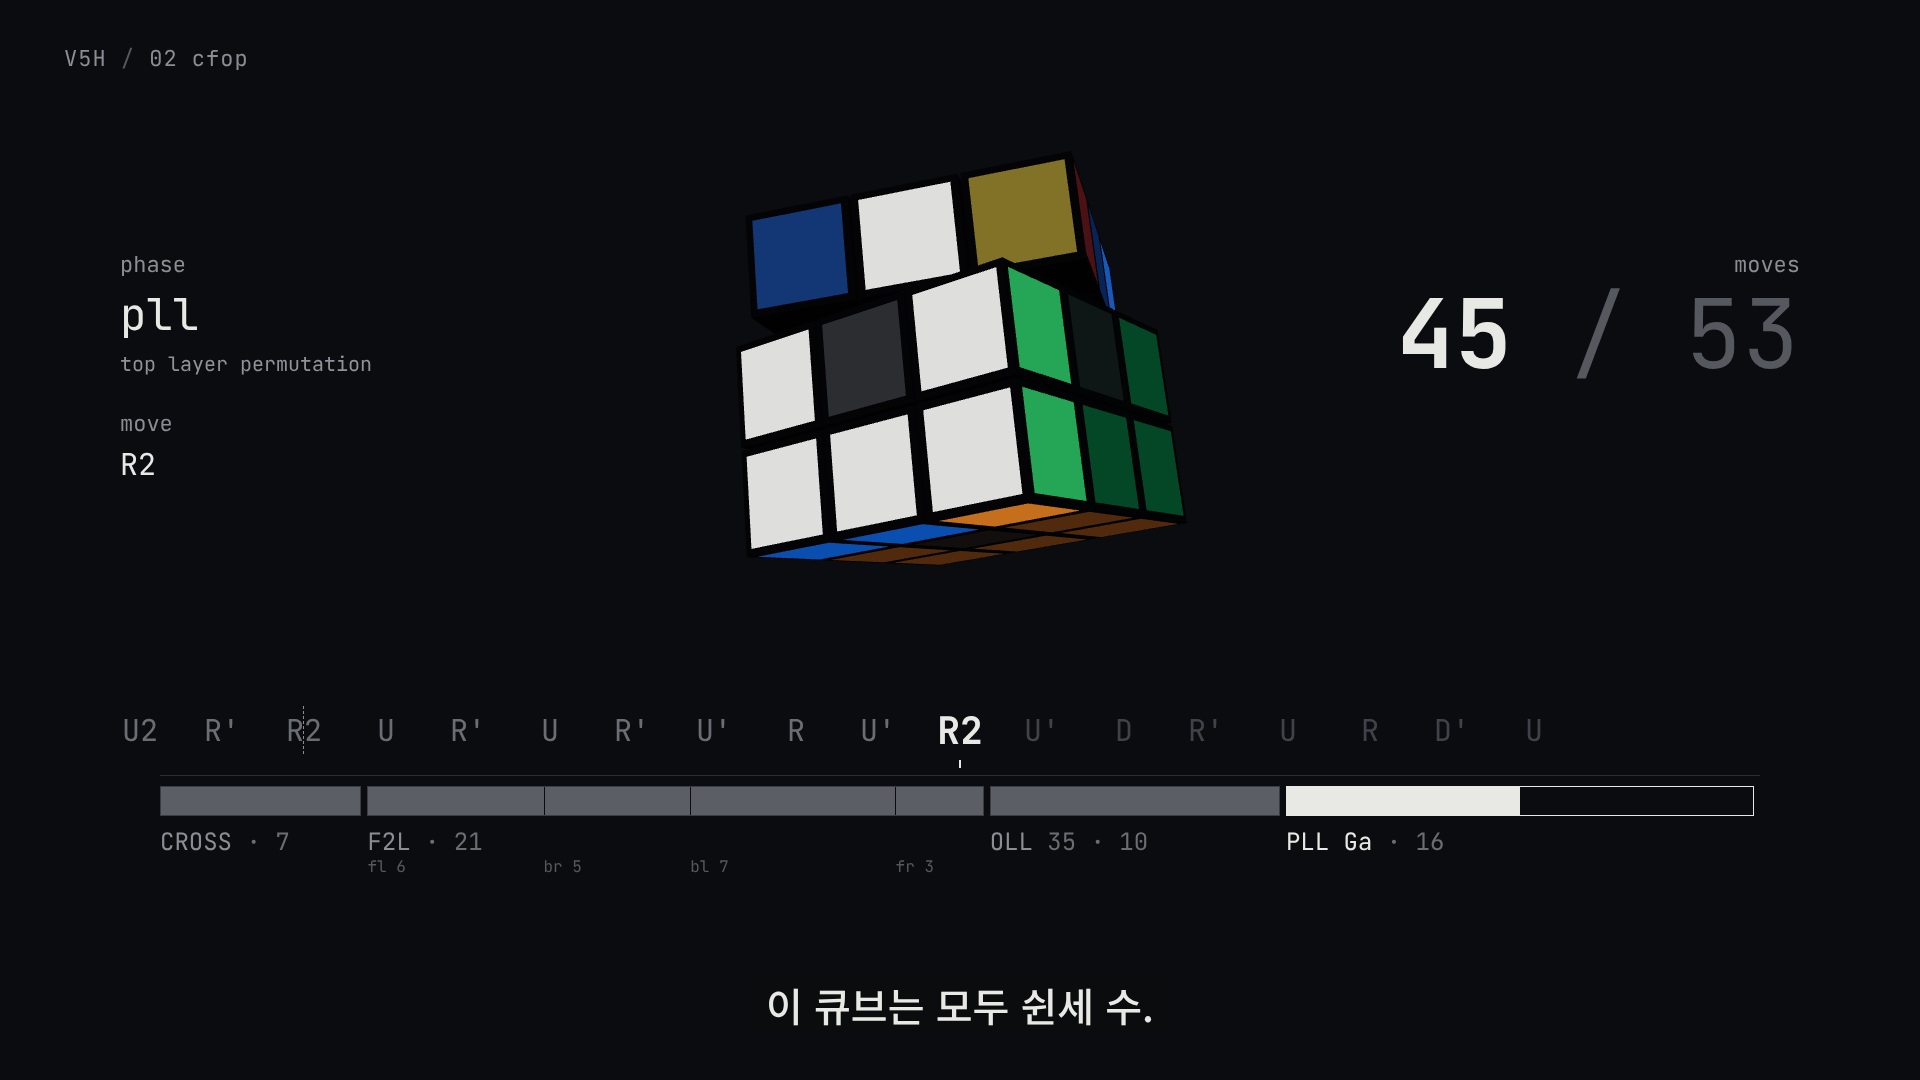 V5H / 02 cfop
phase
pll
top layer permutation
move
R2
moves
45 / 53
U2 R' R2 U R' U R' U' R U' R2 U' D R' U R D' U
CROSS · 7 F2L · 21 OLL 35 · 10 PLL Ga · 16
fl 6 br 5 bl 7 fr 3
이 큐브는 모두 쉰세 수.